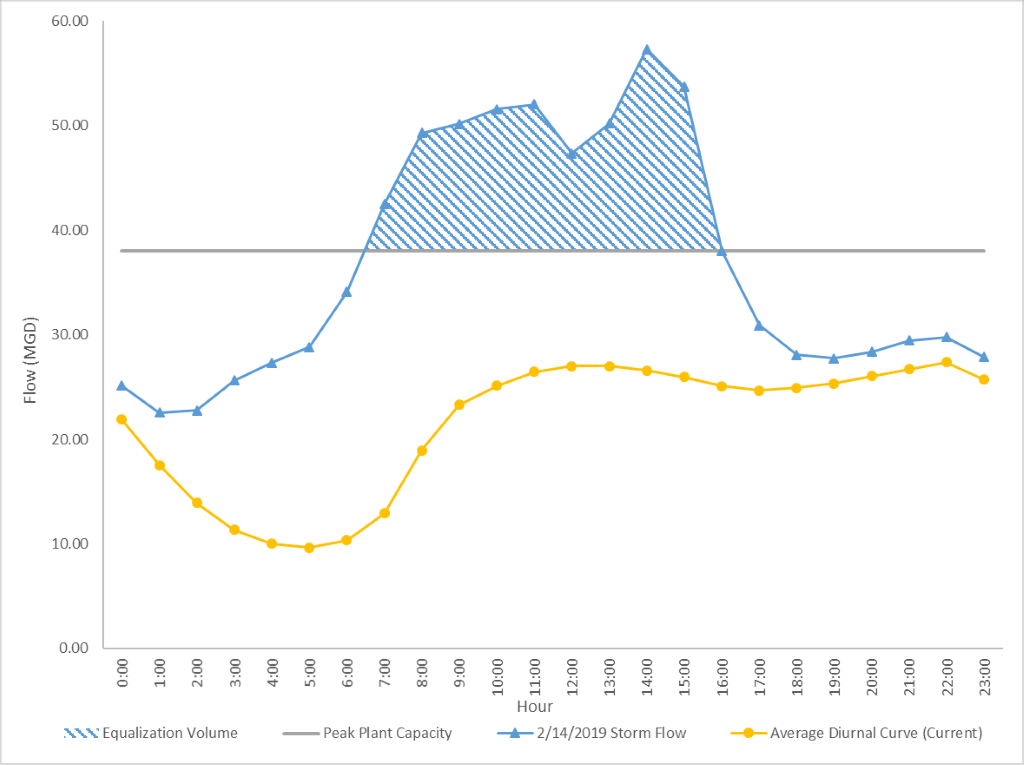 60.00
50.00
40.00
30.00
20.00
10.00
0.00
Flow (MGD)
0:00 1:00 2:00 3:00 4:00 5:00 6:00 7:00 8:00 9:00 10:00 11:00 12:00 13:00 14:00 15:00 16:00 17:00 18:00 19:00 20:00 21:00 22:00 23:00
Hour
Equalization Volume Peak Plant Capacity 2/14/2019 Storm Flow Average Diurnal Curve (Current)